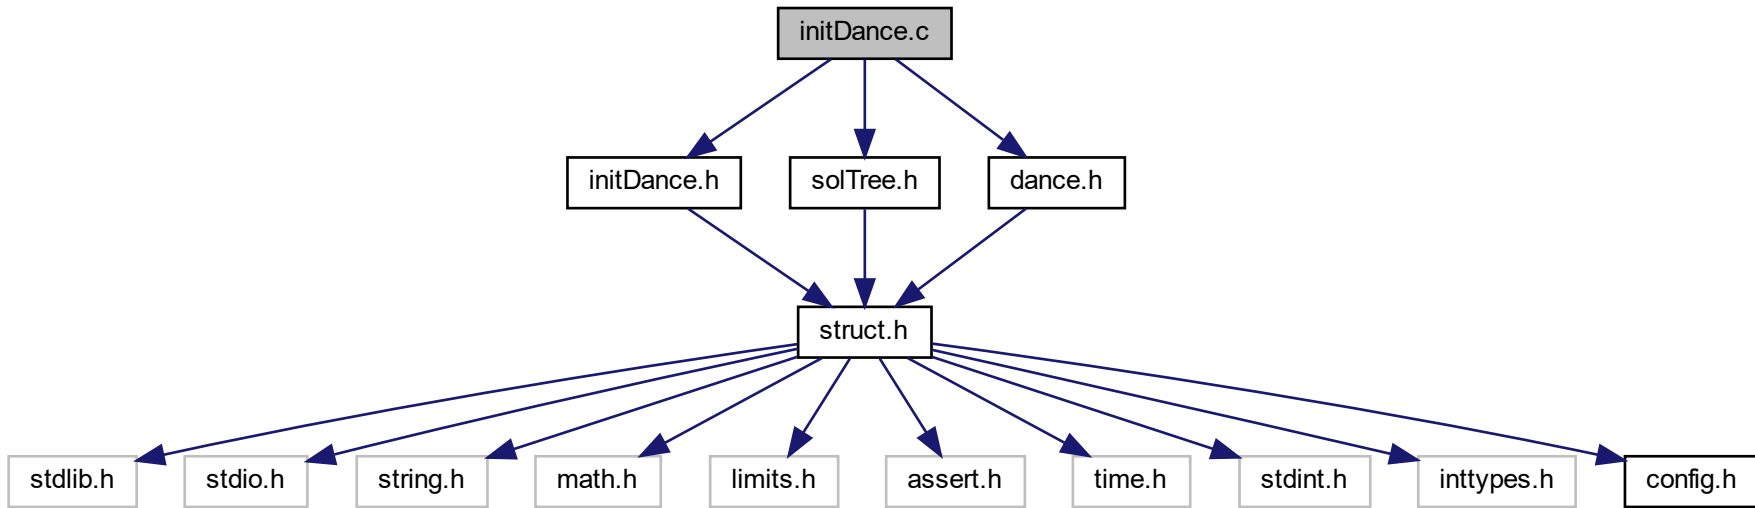 initDance.c
initDance.h
solTree.h
dance.h
struct.h
stdlib.h
stdio.h
string.h
math.h
limits.h
assert.h
time.h
stdint.h
inttypes.h
config.h